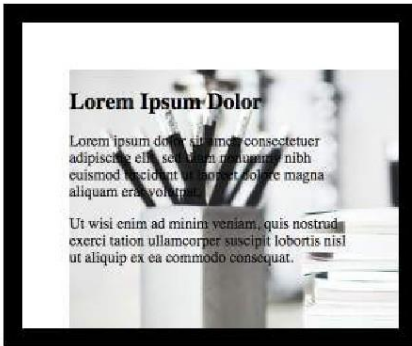 Lorem Ipsum Dolor
Lorem ipsum dolor sit amet, consectetuer
adipiscing elit, sed diam nonummy nibh
euismod tincidunt ut laoreet dolore magna
aliquam erat volutpat.
Ut wisi enim ad minim veniam, quis nostrud
exerci tation ullamcorper suscipit lobortis nisl
ut aliquip ex ea commodo consequat.